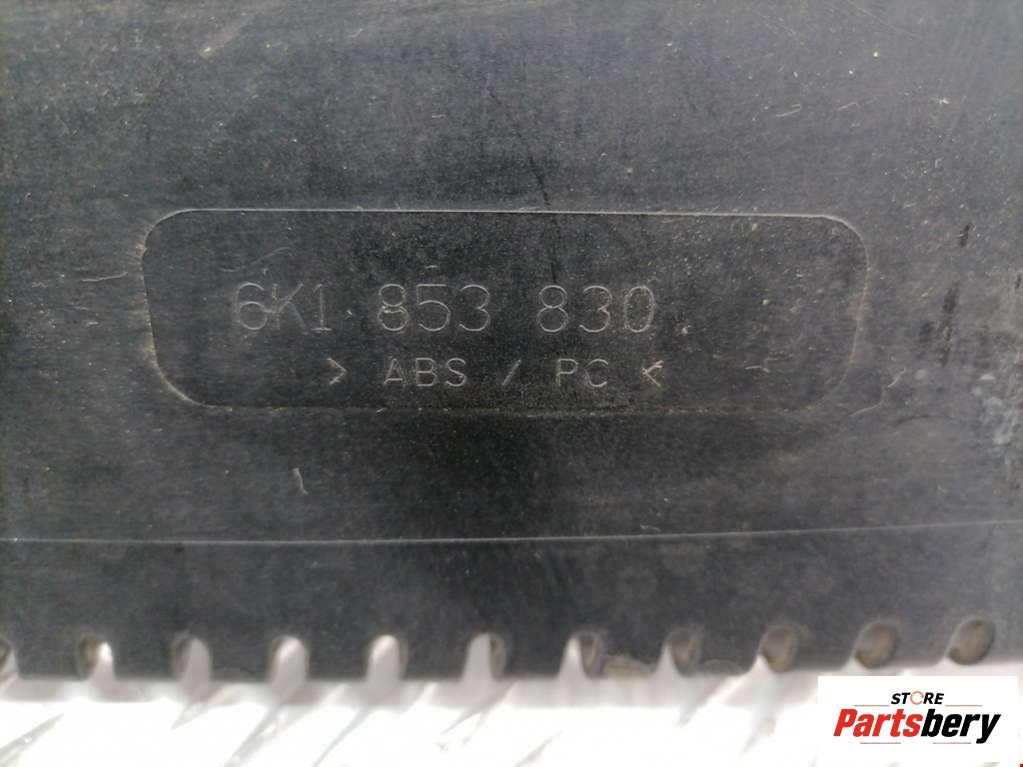 6K1 853 830
> ABS / PC <
STORE
Partsbery